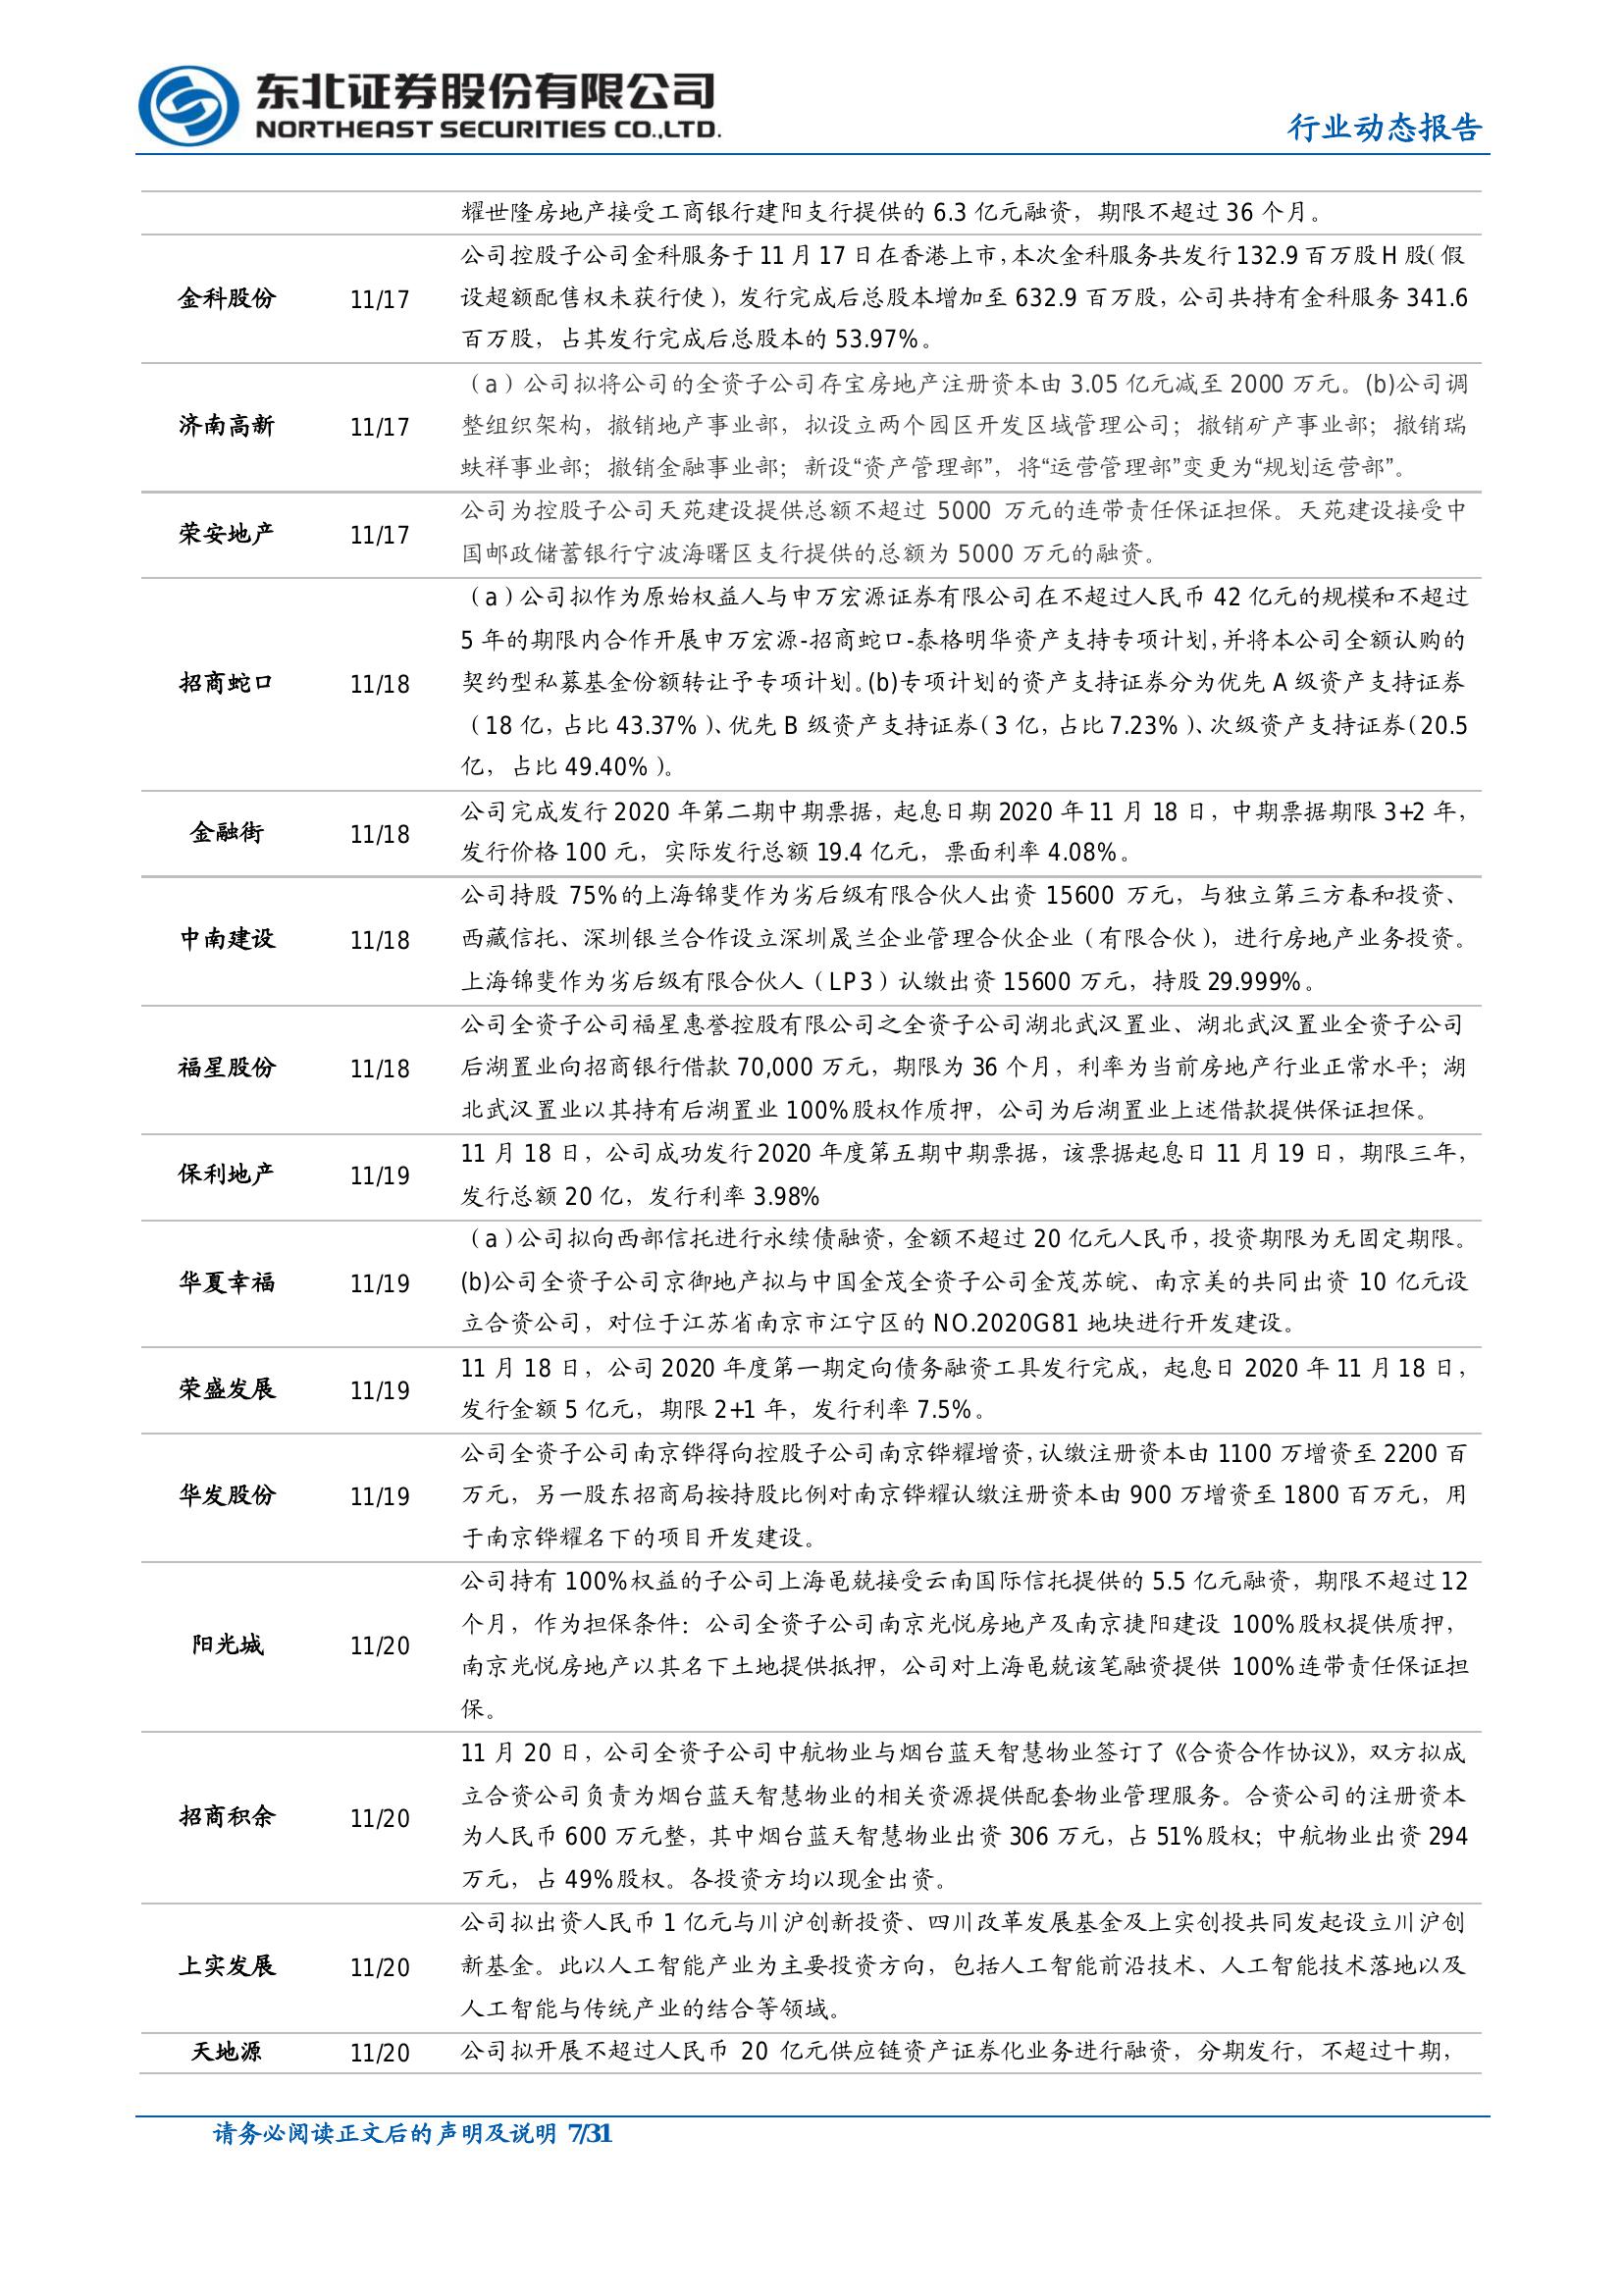 东北证券股份有限公司
NORTHEAST SECURITIES CO.,LTD.
行业动态报告
耀世隆房地产接受工商银行建阳支行提供的 6.3 亿元融资，期限不超过 36 个月。
公司控股子公司金科服务于 11 月 17 日在香港上市，本次金科服务共发行 132.9 百万股 H 股（假
设超额配售权未获行使），发行完成后总股本增加至 632.9 百万股，公司共持有金科服务 341.6
百万股，占其发行完成后总股本的 53.97%。
金科股份 11/17
（a）公司拟将公司的全资子公司存宝房地产注册资本由 3.05 亿元减至 2000 万元。(b)公司调
整组织架构，撤销地产事业部，拟设立两个园区开发区域管理公司；撤销矿产事业部；撤销瑞
蚨祥事业部；撤销金融事业部；新设“资产管理部”，将“运营管理部”变更为“规划运营部”。
济南高新 11/17
公司为控股子公司天苑建设提供总额不超过 5000 万元的连带责任保证担保。天苑建设接受中
国邮政储蓄银行宁波海曙区支行提供的总额为 5000 万元的融资。
荣安地产 11/17
（a）公司拟作为原始权益人与申万宏源证券有限公司在不超过人民币 42 亿元的规模和不超过
5 年的期限内合作开展申万宏源-招商蛇口-泰格明华资产支持专项计划，并将本公司全额认购的
契约型私募基金份额转让予专项计划。(b)专项计划的资产支持证券分为优先 A 级资产支持证券
（18 亿，占比 43.37%）、优先 B 级资产支持证券（3 亿，占比 7.23%）、次级资产支持证券（20.5
亿，占比 49.40%）。
招商蛇口 11/18
公司完成发行 2020 年第二期中期票据，起息日期 2020 年 11 月 18 日，中期票据期限 3+2 年，
发行价格 100 元，实际发行总额 19.4 亿元，票面利率 4.08%。
金融街 11/18
公司持股 75%的上海锦斐作为劣后级有限合伙人出资 15600 万元，与独立第三方春和投资、
西藏信托、深圳银兰合作设立深圳晟兰企业管理合伙企业（有限合伙），进行房地产业务投资。
上海锦斐作为劣后级有限合伙人（LP3）认缴出资 15600 万元，持股 29.999%。
中南建设 11/18
公司全资子公司福星惠誉控股有限公司之全资子公司湖北武汉置业、湖北武汉置业全资子公司
后湖置业向招商银行借款 70,000 万元，期限为 36 个月，利率为当前房地产行业正常水平；湖
北武汉置业以其持有后湖置业 100%股权作质押，公司为后湖置业上述借款提供保证担保。
福星股份 11/18
11 月 18 日，公司成功发行 2020 年度第五期中期票据，该票据起息日 11 月 19 日，期限三年，
发行总额 20 亿，发行利率 3.98%
保利地产 11/19
（a）公司拟向西部信托进行永续债融资，金额不超过 20 亿元人民币，投资期限为无固定期限。
(b)公司全资子公司京御地产拟与中国金茂全资子公司金茂苏皖、南京美的共同出资 10 亿元设
立合资公司，对位于江苏省南京市江宁区的 NO.2020G81 地块进行开发建设。
华夏幸福 11/19
11 月 18 日，公司 2020 年度第一期定向债务融资工具发行完成，起息日 2020 年 11 月 18 日，
发行金额 5 亿元，期限 2+1 年，发行利率 7.5%。
荣盛发展 11/19
公司全资子公司南京铧得向控股子公司南京铧耀增资，认缴注册资本由 1100 万增资至 2200 百
万元，另一股东招商局按持股比例对南京铧耀认缴注册资本由 900 万增资至 1800 百万元，用
于南京铧耀名下的项目开发建设。
华发股份 11/19
公司持有 100%权益的子公司上海黾兢接受云南国际信托提供的 5.5 亿元融资，期限不超过 12
个月，作为担保条件：公司全资子公司南京光悦房地产及南京捷阳建设 100%股权提供质押，
南京光悦房地产以其名下土地提供抵押，公司对上海黾兢该笔融资提供 100%连带责任保证担
保。
阳光城 11/20
11 月 20 日，公司全资子公司中航物业与烟台蓝天智慧物业签订了《合资合作协议》，双方拟成
立合资公司负责为烟台蓝天智慧物业的相关资源提供配套物业管理服务。合资公司的注册资本
为人民币 600 万元整，其中烟台蓝天智慧物业出资 306 万元，占 51%股权；中航物业出资 294
万元，占 49%股权。各投资方均以现金出资。
招商积余 11/20
公司拟出资人民币 1 亿元与川沪创新投资、四川改革发展基金及上实创投共同发起设立川沪创
新基金。此以人工智能产业为主要投资方向，包括人工智能前沿技术、人工智能技术落地以及
人工智能与传统产业的结合等领域。
上实发展 11/20
天地源 11/20 公司拟开展不超过人民币 20 亿元供应链资产证券化业务进行融资，分期发行，不超过十期，
请务必阅读正文后的声明及说明 7/31